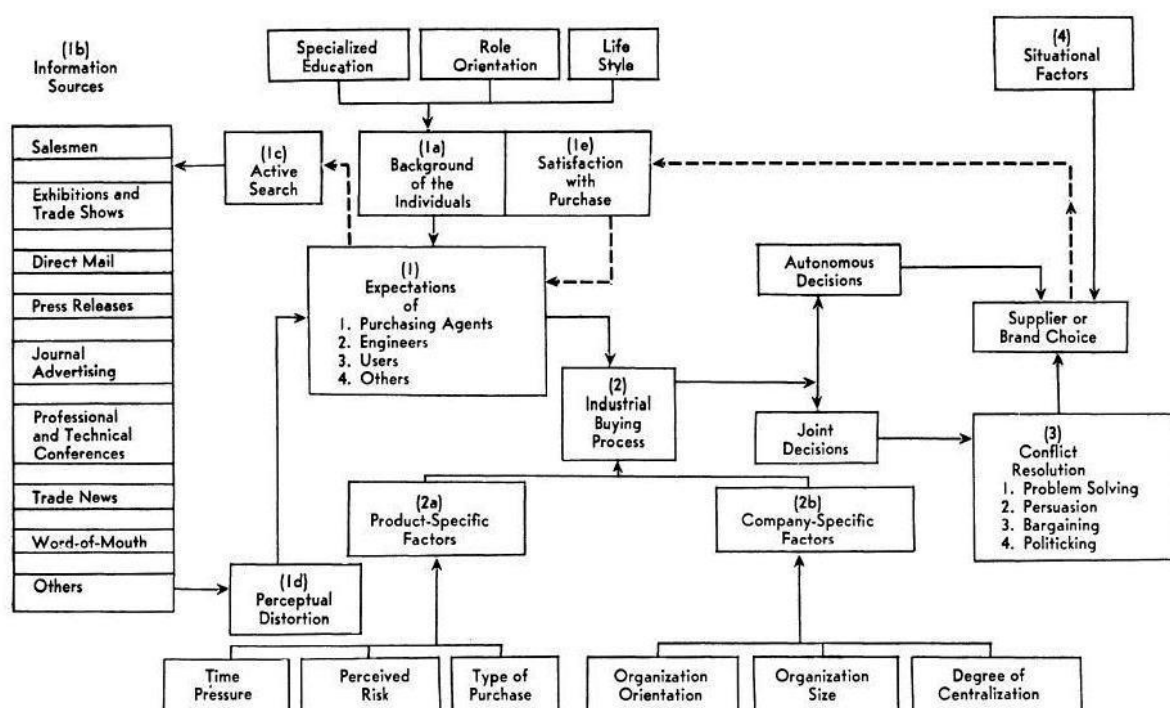 (1b)
Information
Sources
Salesmen
Exhibitions and
Trade Shows
Direct Mail
Press Releases
Journal
Advertising
Professional
and Technical
Conferences
Trade News
Word-of-Mouth
Others
Specialized
Education
Role
Orientation
Life
Style
(1c)
Active
Search
(1a)
Background
of the
Individuals
(1e)
Satisfaction
with
Purchase
(4)
Situational
Factors
(1)
Expectations
of
1. Purchasing Agents
2. Engineers
3. Users
4. Others
Autonomous
Decisions
Supplier or
Brand Choice
(2)
Industrial
Buying
Process
Joint
Decisions
(3)
Conflict
Resolution
1. Problem Solving
2. Persuasion
3. Bargaining
4. Politicking
(2a)
Product-Specific
Factors
(2b)
Company-Specific
Factors
(1d)
Perceptual
Distortion
Time
Pressure
Perceived
Risk
Type of
Purchase
Organization
Orientation
Organization
Size
Degree of
Centralization